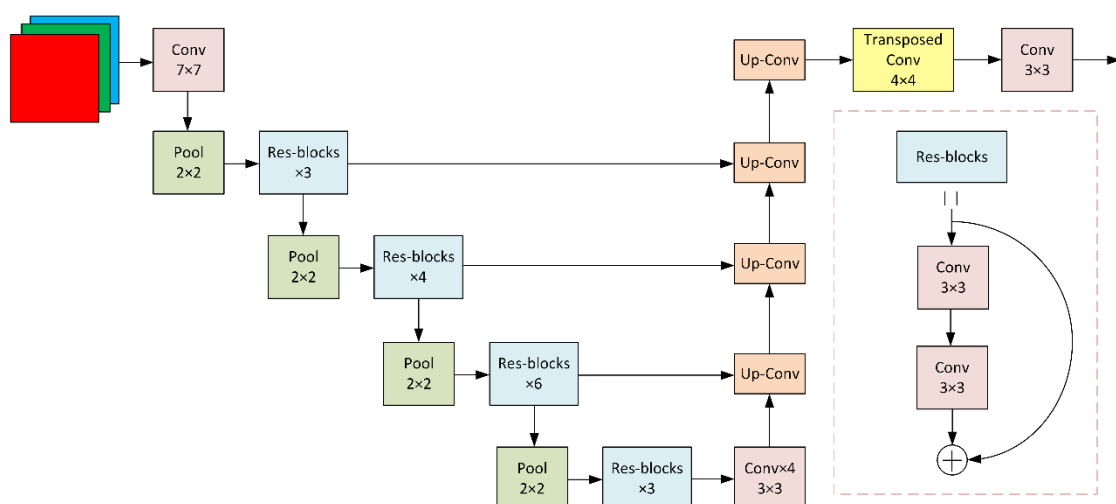 Conv
7×7
Up-Conv
Transposed
Conv
4×4
Conv
3×3
Pool
2×2
Res-blocks
×3
Up-Conv
Res-blocks
Pool
2×2
Res-blocks
×4
Up-Conv
Conv
3×3
Pool
2×2
Res-blocks
×6
Up-Conv
Conv
3×3
Pool
2×2
Res-blocks
×3
Conv×4
3×3